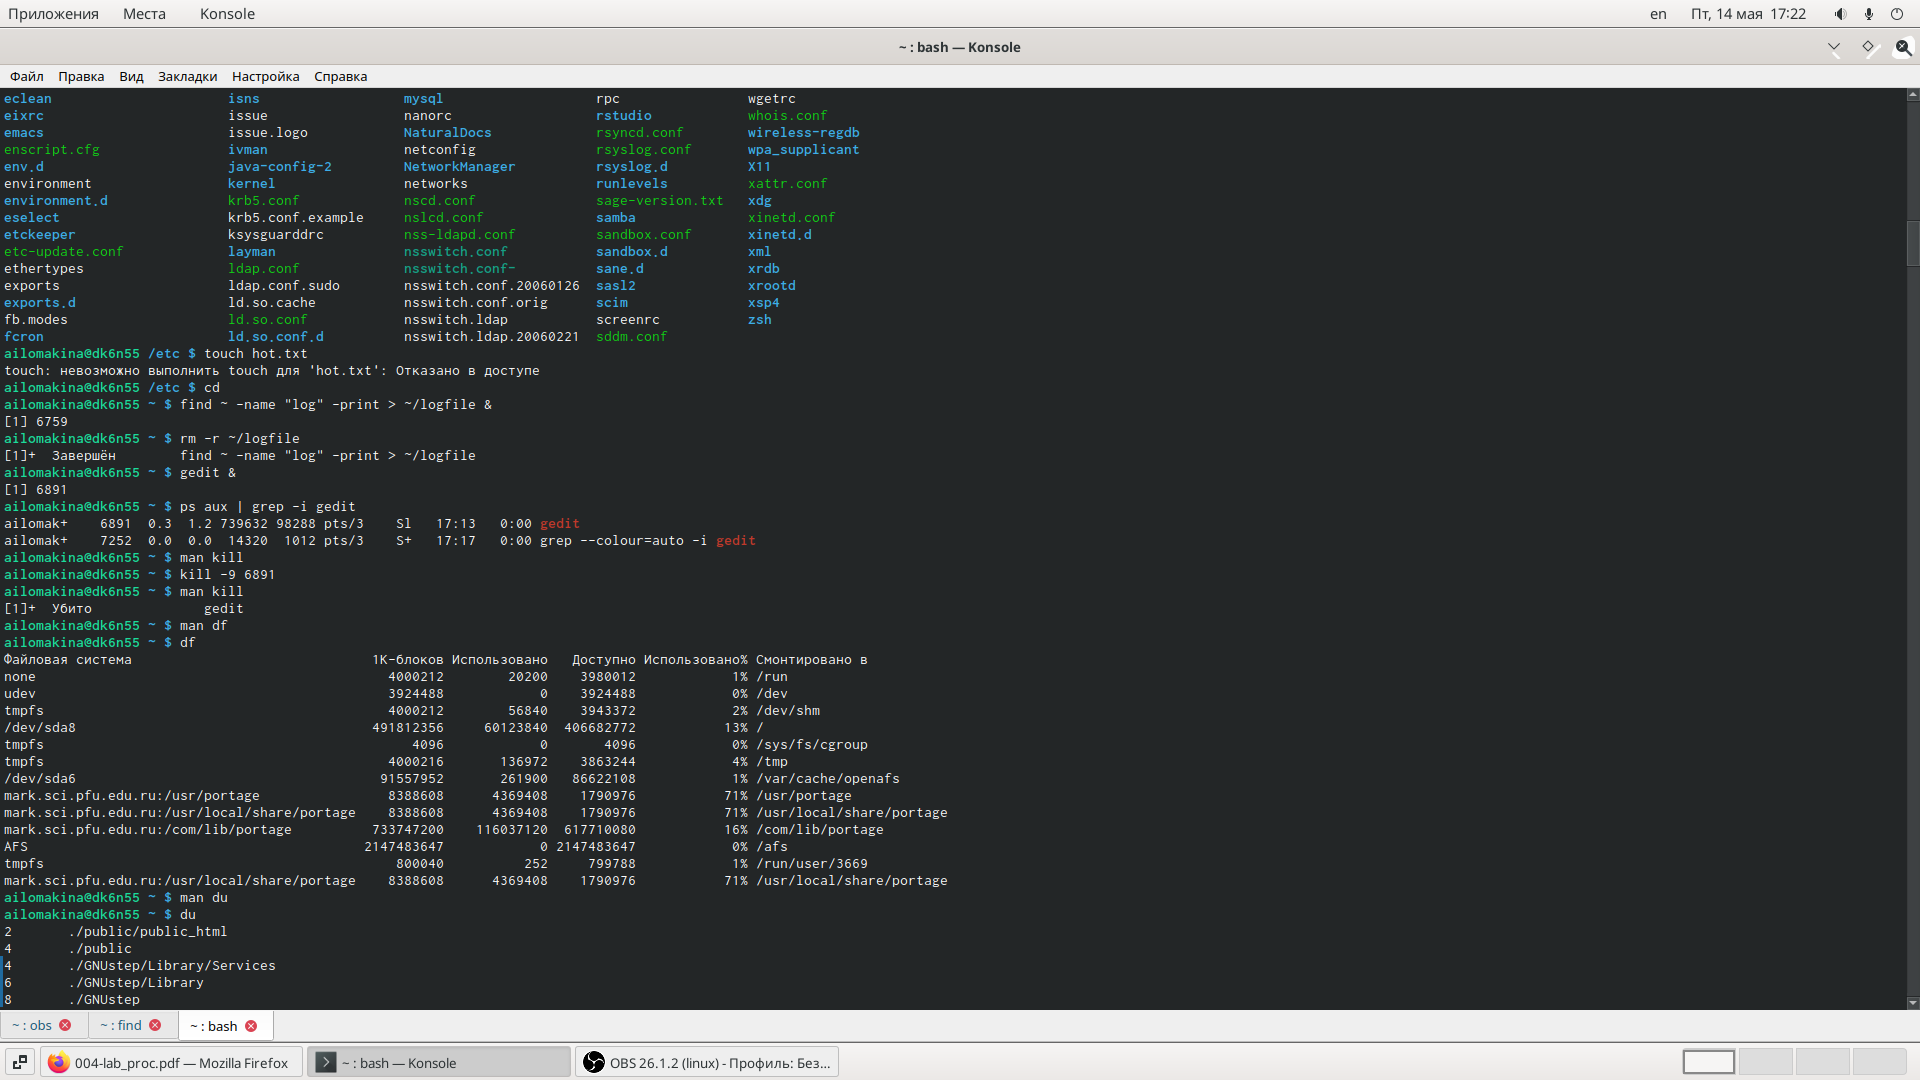 Приложения Места Konsole en Пт, 14 мая 17:22
~ : bash — Konsole
Файл Правка Вид Закладки Настройка Справка
eclean isns mysql rpc wgetrc
eixrc issue nanorc rstudio whois.conf
emacs issue.logo NaturalDocs rsyncd.conf wireless-regdb
enscript.cfg ivman netconfig rsyslog.conf wpa_supplicant
env.d java-config-2 NetworkManager rsyslog.d X11
environment kernel networks runlevels xattr.conf
environment.d krb5.conf nscd.conf sage-version.txt xdg
eselect krb5.conf.example nslcd.conf samba xinetd.conf
etckeeper ksysguarddrc nss-ldapd.conf sandbox.conf xinetd.d
etc-update.conf layman nsswitch.conf sandbox.d xml
ethertypes ldap.conf nsswitch.conf~ sane.d xrdb
exports ldap.conf.sudo nsswitch.conf.20060126 sasl2 xrootd
exports.d ld.so.cache nsswitch.conf.orig scim xsp4
fb.modes ld.so.conf nsswitch.ldap screenrc zsh
fcron ld.so.conf.d nsswitch.ldap.20060221 sddm.conf
ailomakina@dk6n55 /etc $ touch hot.txt
touch: невозможно выполнить touch для 'hot.txt': Отказано в доступе
ailomakina@dk6n55 /etc $ cd
ailomakina@dk6n55 ~ $ find ~ -name "log" -print > ~/logfile &
[1] 6759
ailomakina@dk6n55 ~ $ rm -r ~/logfile
[1]+ Завершён find ~ -name "log" -print > ~/logfile
ailomakina@dk6n55 ~ $ gedit &
[1] 6891
ailomakina@dk6n55 ~ $ ps aux | grep -i gedit
ailomak+ 6891 0.3 1.2 739632 98288 pts/3 Sl 17:13 0:00 gedit
ailomak+ 7252 0.0 0.0 14320 1012 pts/3 S+ 17:17 0:00 grep --colour=auto -i gedit
ailomakina@dk6n55 ~ $ man kill
ailomakina@dk6n55 ~ $ kill -9 6891
ailomakina@dk6n55 ~ $ man kill
[1]+ Убито gedit
ailomakina@dk6n55 ~ $ man df
ailomakina@dk6n55 ~ $ df
Файловая система 1K-блоков Использовано Доступно Использовано% Cмонтировано в
none 4000212 20200 3980012 1% /run
udev 3924488 0 3924488 0% /dev
tmpfs 4000212 56840 3943372 2% /dev/shm
/dev/sda8 491812356 60123840 406682772 13% /
tmpfs 4096 0 4096 0% /sys/fs/cgroup
tmpfs 4000216 136972 3863244 4% /tmp
/dev/sda6 91557952 261900 86622108 1% /var/cache/openafs
mark.sci.pfu.edu.ru:/usr/portage 8388608 4369408 1790976 71% /usr/portage
mark.sci.pfu.edu.ru:/usr/local/share/portage 8388608 4369408 1790976 71% /usr/local/share/portage
mark.sci.pfu.edu.ru:/com/lib/portage 733747200 116037120 617710080 16% /com/lib/portage
AFS 2147483647 0 2147483647 0% /afs
tmpfs 800040 252 799788 1% /run/user/3669
mark.sci.pfu.edu.ru:/usr/local/share/portage 8388608 4369408 1790976 71% /usr/local/share/portage
ailomakina@dk6n55 ~ $ man du
ailomakina@dk6n55 ~ $ du
2 ./public/public_html
4 ./public
4 ./GNUstep/Library/Services
6 ./GNUstep/Library
8 ./GNUstep
~ : obs ~ : find ~ : bash
004-lab_proc.pdf — Mozilla Firefox ~ : bash — Konsole OBS 26.1.2 (linux) - Профиль: Без...